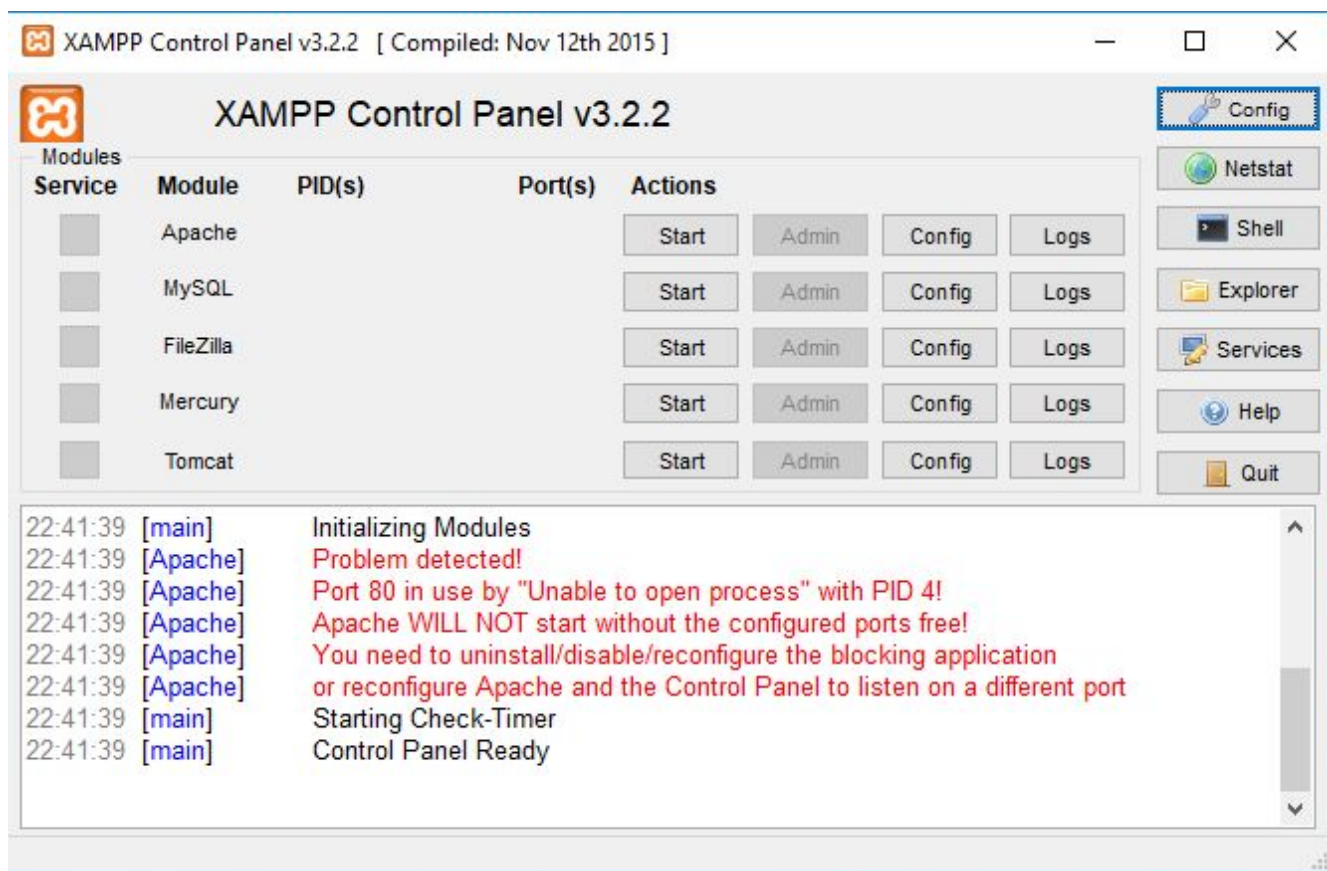 XAMPP Control Panel v3.2.2 [ Compiled: Nov 12th 2015 ]
XAMPP Control Panel v3.2.2
Config
Modules
Service Module PID(s) Port(s) Actions
Netstat
Apache Start Admin Config Logs
Shell
MySQL Start Admin Config Logs
Explorer
FileZilla Start Admin Config Logs
Services
Mercury Start Admin Config Logs
Help
Tomcat Start Admin Config Logs
Quit
22:41:39 [main] Initializing Modules
22:41:39 [Apache] Problem detected!
22:41:39 [Apache] Port 80 in use by "Unable to open process" with PID 4!
22:41:39 [Apache] Apache WILL NOT start without the configured ports free!
22:41:39 [Apache] You need to uninstall/disable/reconfigure the blocking application
22:41:39 [Apache] or reconfigure Apache and the Control Panel to listen on a different port
22:41:39 [main] Starting Check-Timer
22:41:39 [main] Control Panel Ready